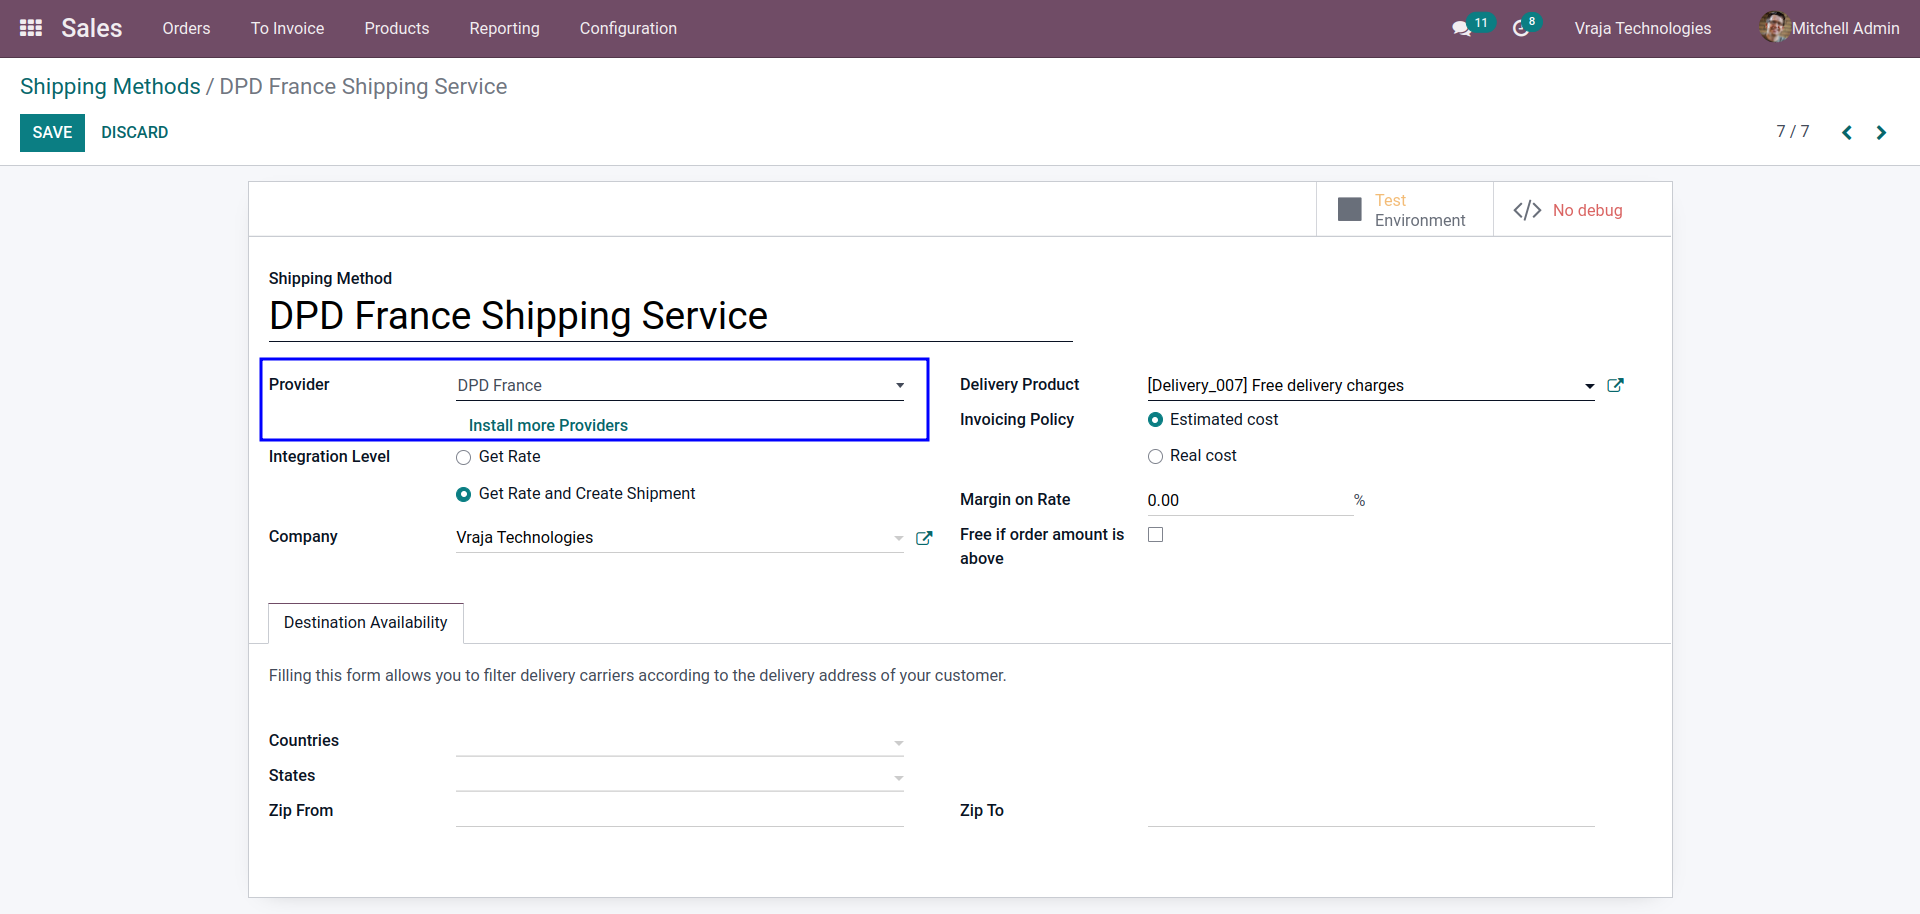 Sales Orders To Invoice Products Reporting Configuration 11 8 Vraja Technologies Mitchell Admin
Shipping Methods / DPD France Shipping Service
SAVE DISCARD 7 / 7
Test
Environment
No debug
Shipping Method
DPD France Shipping Service
Provider DPD France
Install more Providers
Integration Level Get Rate
Get Rate and Create Shipment
Company Vraja Technologies
Delivery Product [Delivery_007] Free delivery charges
Invoicing Policy Estimated cost
Real cost
Margin on Rate 0.00 %
Free if order amount is
above
Destination Availability
Filling this form allows you to filter delivery carriers according to the delivery address of your customer.
Countries
States
Zip From
Zip To